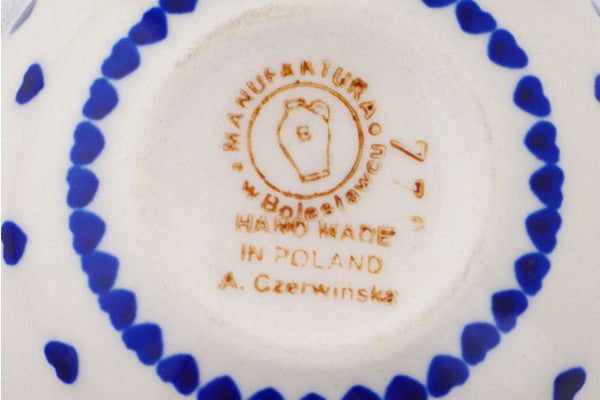 MANUFAKTURA
w Bolesławcu
B
HAND MADE
IN POLAND
A. Czerwinska